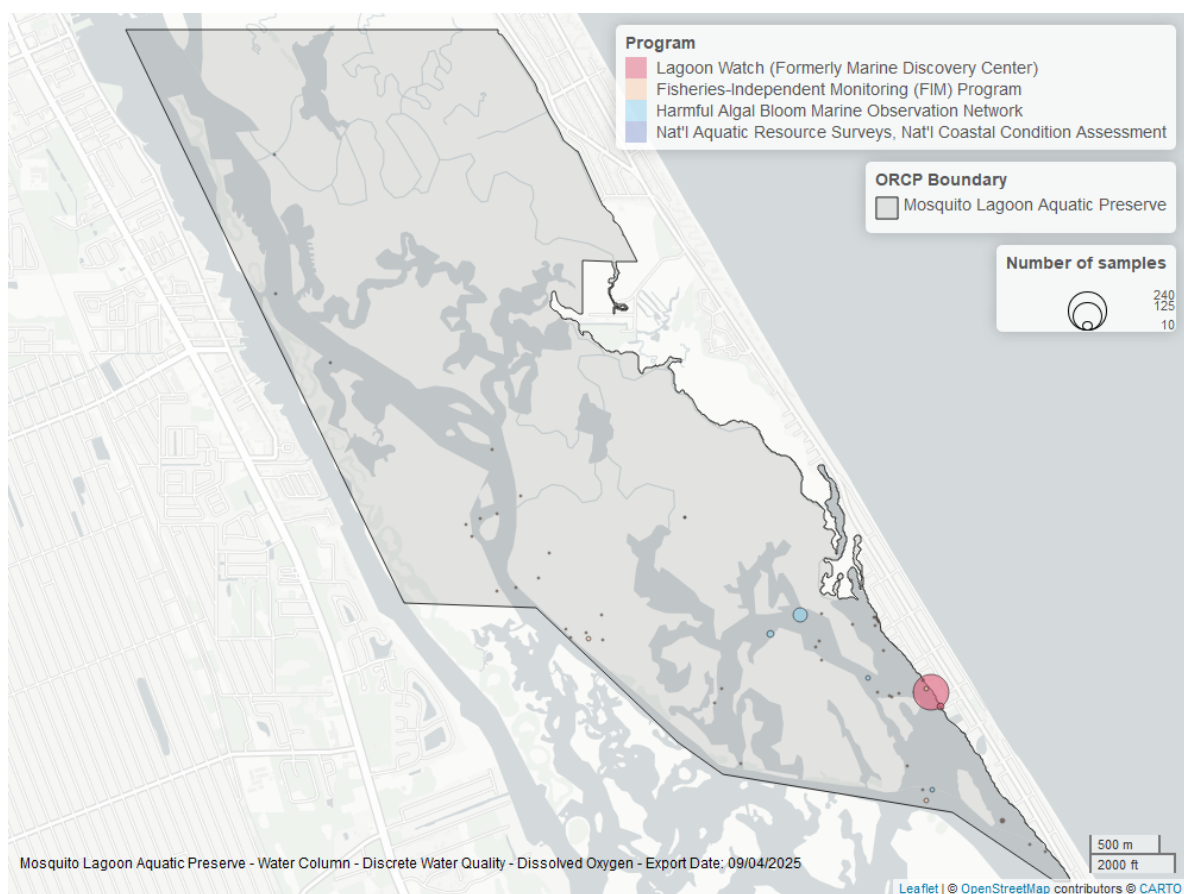 Program
Lagoon Watch (Formerly Marine Discovery Center)
Fisheries-Independent Monitoring (FIM) Program
Harmful Algal Bloom Marine Observation Network
Nat'l Aquatic Resource Surveys, Nat'l Coastal Condition Assessment
ORCP Boundary
Mosquito Lagoon Aquatic Preserve
Number of samples
240
125
10
500 m
2000 ft
Mosquito Lagoon Aquatic Preserve - Water Column - Discrete Water Quality - Dissolved Oxygen - Export Date: 09/04/2025
Leaflet | © OpenStreetMap contributors © CARTO